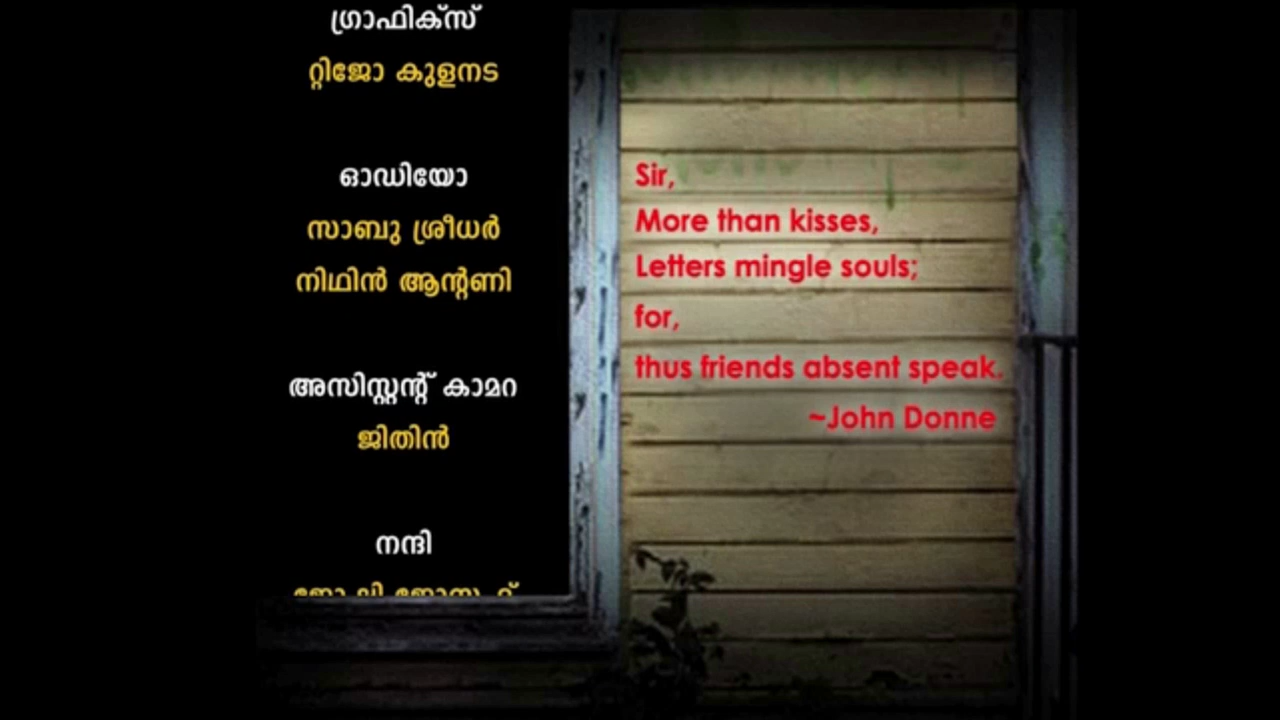 ഗ്രാഫിക്സ്
റ്റിജോ കുളനട
ഓഡിയോ
സാബു ശ്രീധർ
നിഥിൻ ആന്റണി
അസിസ്റ്റന്റ് കാമറ
ജിതിൻ
നന്ദി
Sir,
More than kisses,
Letters mingle souls;
for,
thus friends absent speak.
~John Donne